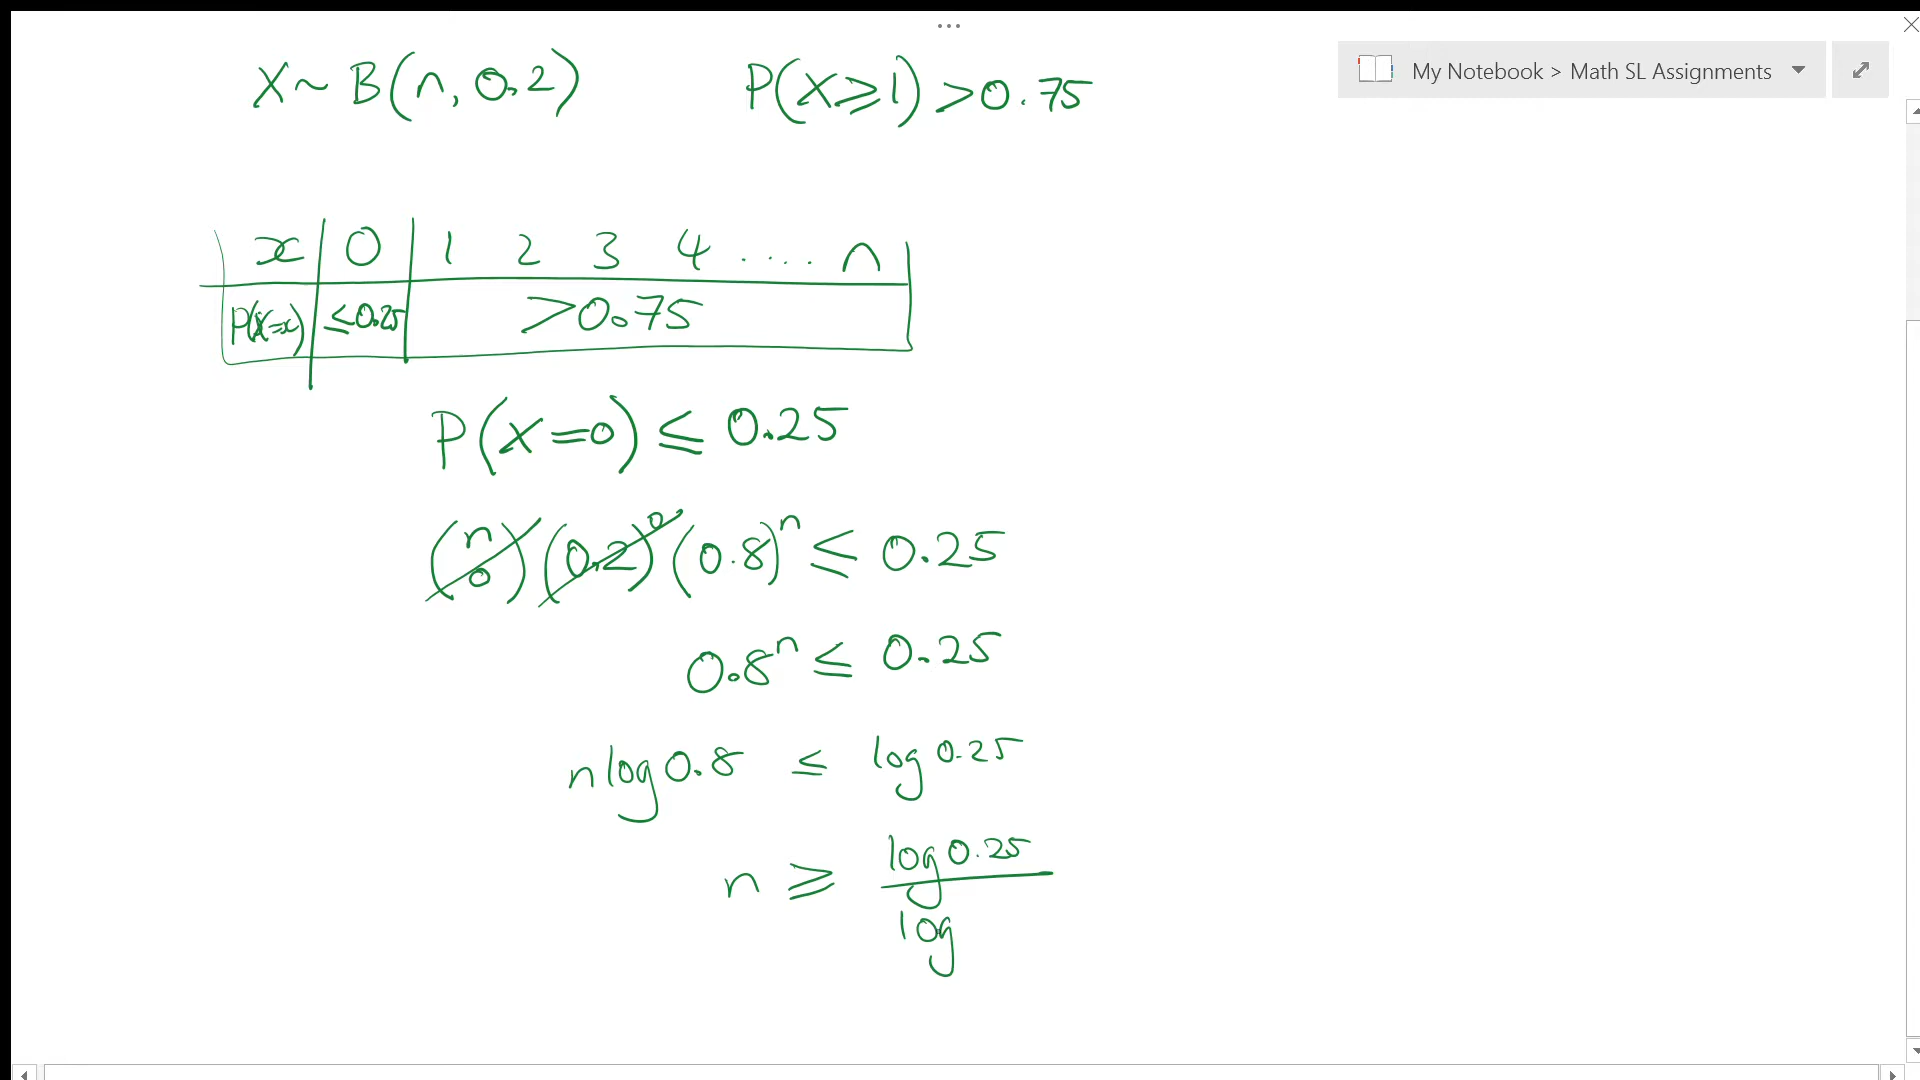 X ~ B(n, 0.2) P(X ≥ 1) > 0.75
My Notebook > Math SL Assignments
x 0 1 2 3 4 .... n
P(X=x) ≤0.25 >0.75
P(X=0) ≤ 0.25
(n 0) (0.2)^0 (0.8)^n ≤ 0.25
0.8^n ≤ 0.25
n log 0.8 ≤ log 0.25
n ≥ log 0.25
log